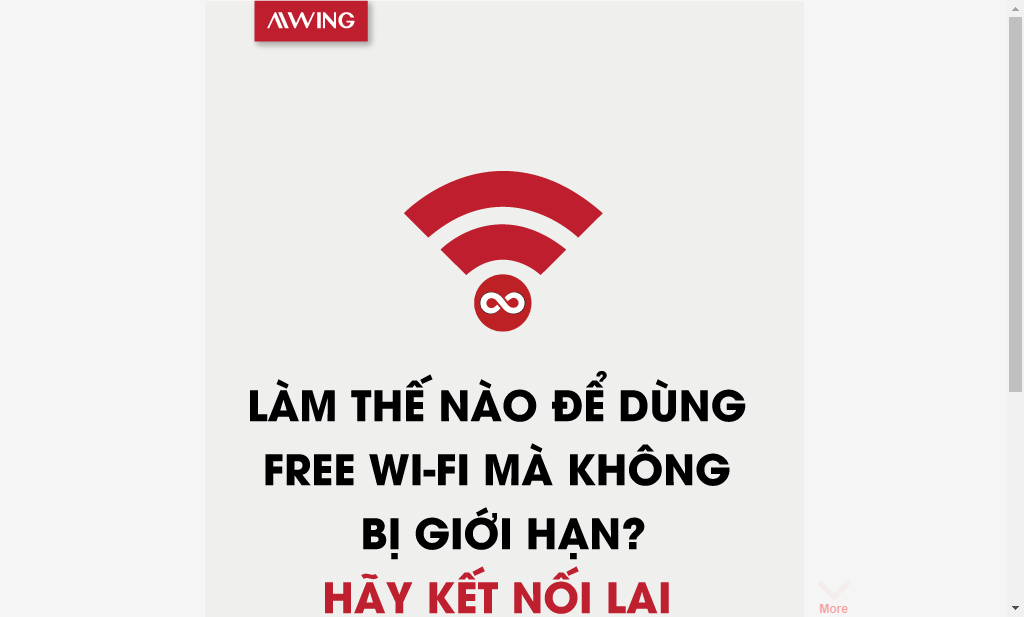 AWING
LÀM THẾ NÀO ĐỂ DÙNG
FREE WI-FI MÀ KHÔNG
BỊ GIỚI HẠN?
HÃY KẾT NỐI LAI
More